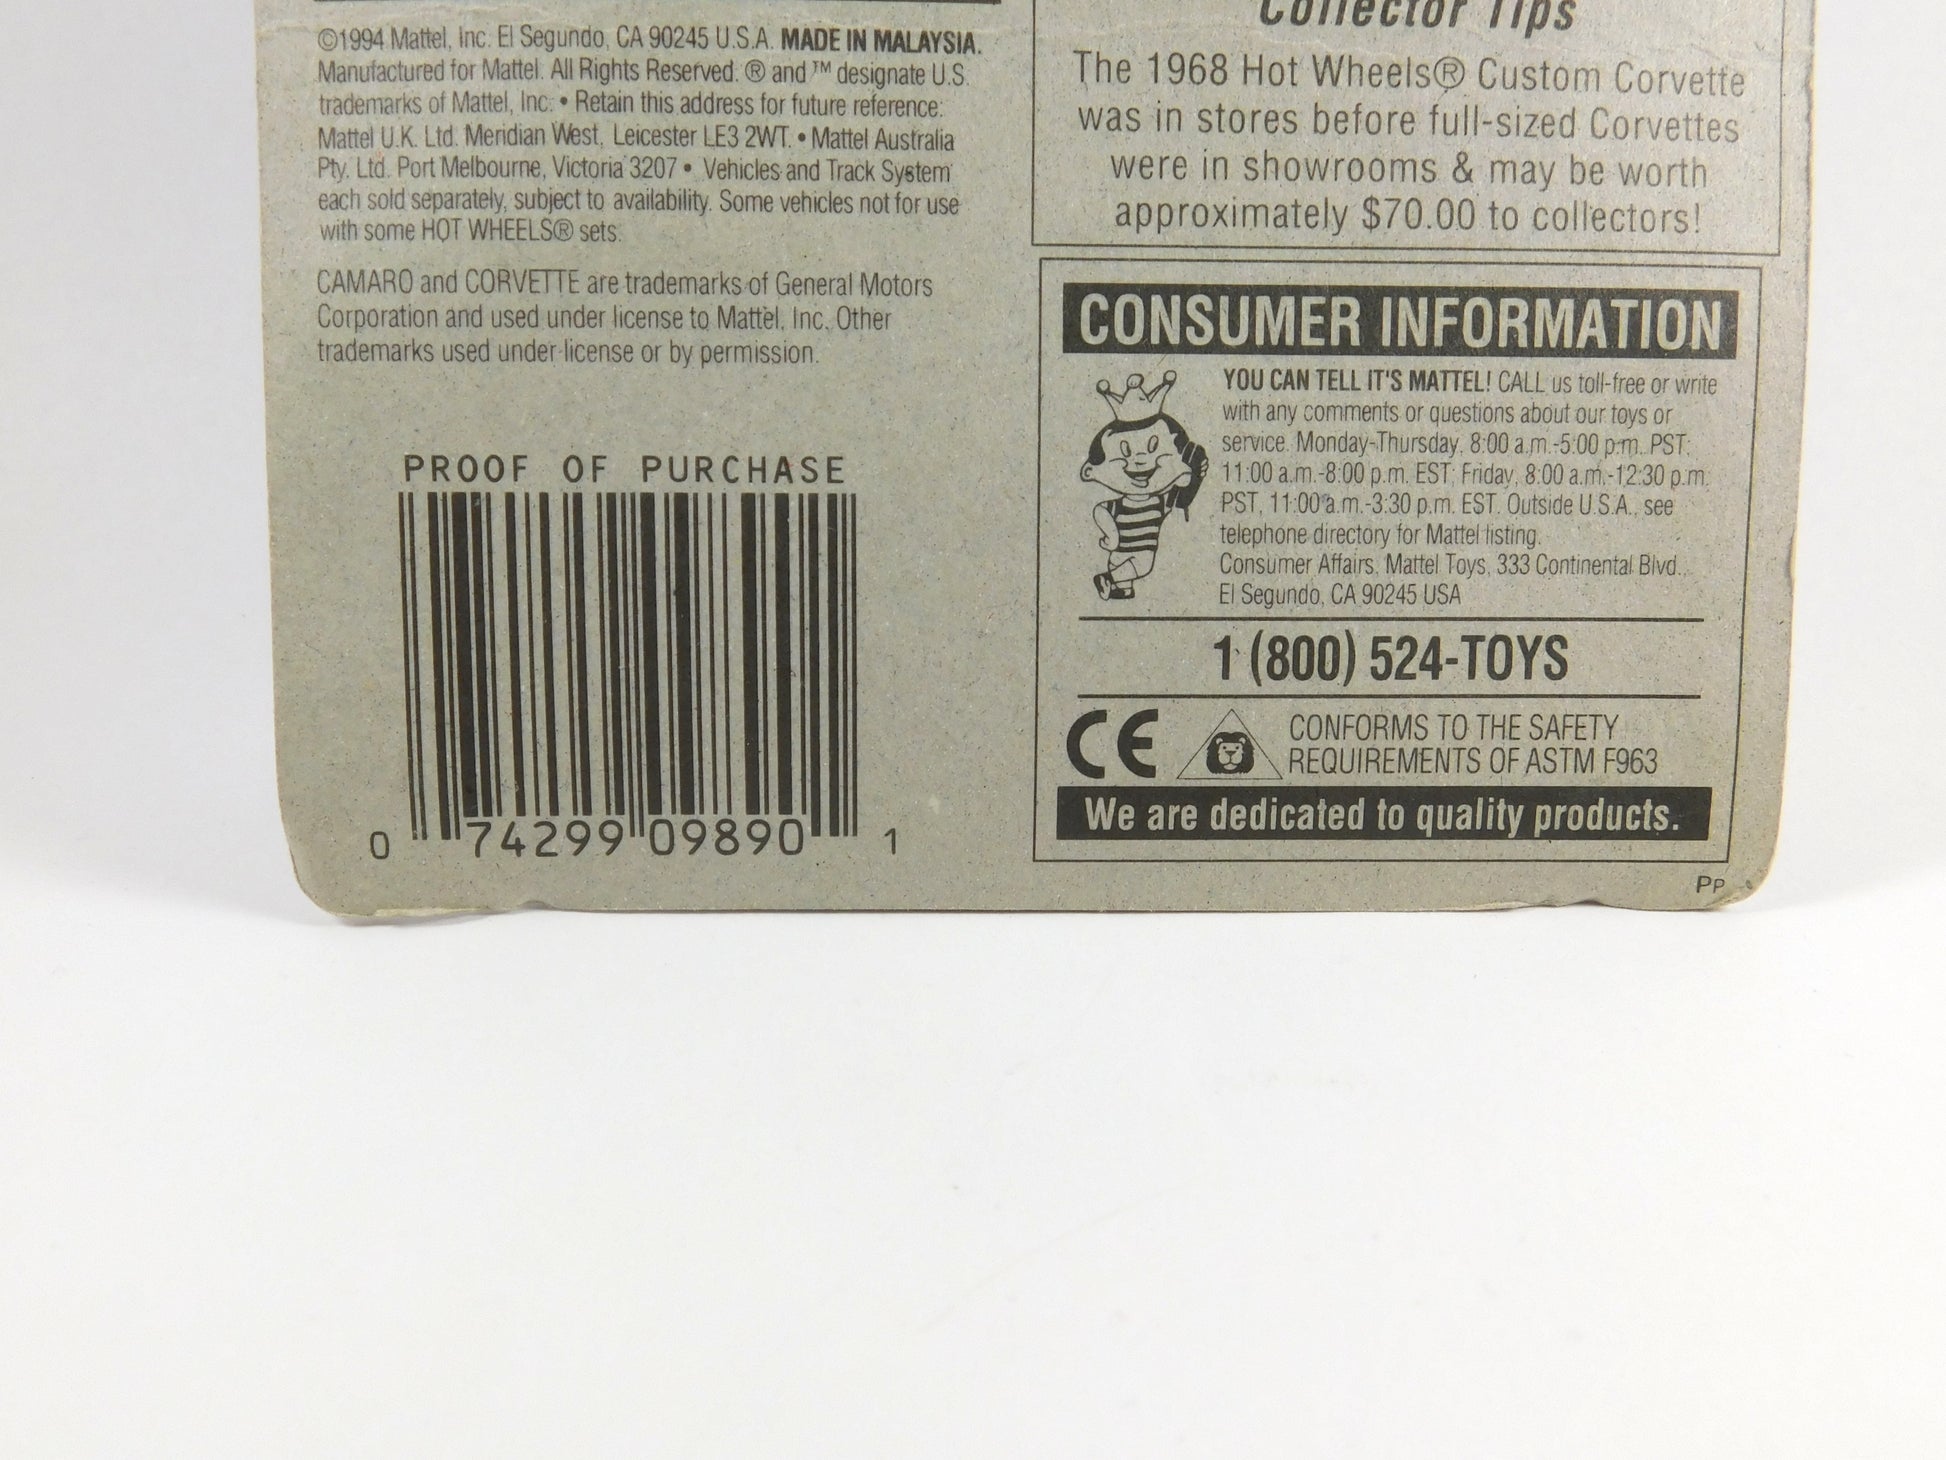 ©1994 Mattel, Inc. El Segundo, CA 90245 U.S.A. MADE IN MALAYSIA.
Manufactured for Mattel. All Rights Reserved. ® and ™ designate U.S.
trademarks of Mattel, Inc. • Retain this address for future reference:
Mattel U.K. Ltd. Meridian West, Leicester LE3 2WT. • Mattel Australia
Pty. Ltd. Port Melbourne, Victoria 3207 • Vehicles and Track System
each sold separately, subject to availability. Some vehicles not for use
with some HOT WHEELS® sets.
CAMARO and CORVETTE are trademarks of General Motors
Corporation and used under license to Mattel, Inc. Other
trademarks used under license or by permission.
PROOF OF PURCHASE
0 74299 09890 1
Collector Tips
The 1968 Hot Wheels® Custom Corvette
was in stores before full-sized Corvettes
were in showrooms & may be worth
approximately $70.00 to collectors!
CONSUMER INFORMATION
YOU CAN TELL IT'S MATTEL! CALL us toll-free or write
with any comments or questions about our toys or
service. Monday-Thursday, 8:00 a.m.-5:00 p.m. PST;
11:00 a.m.-8:00 p.m. EST; Friday, 8:00 a.m.-12:30 p.m.
PST, 11:00 a.m.-3:30 p.m. EST. Outside U.S.A., see
telephone directory for Mattel listing.
Consumer Affairs, Mattel Toys, 333 Continental Blvd.,
El Segundo, CA 90245 USA
1 (800) 524-TOYS
CE CONFORMS TO THE SAFETY
REQUIREMENTS OF ASTM F963
We are dedicated to quality products.
PP